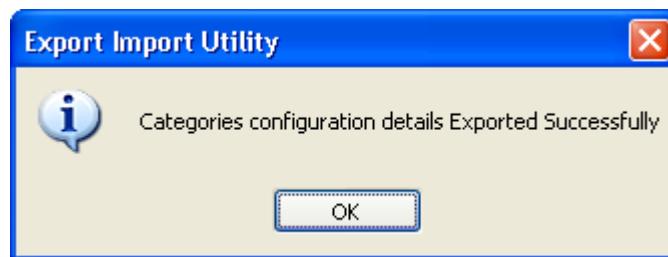 Export Import Utility
Categories configuration details Exported Successfully
OK